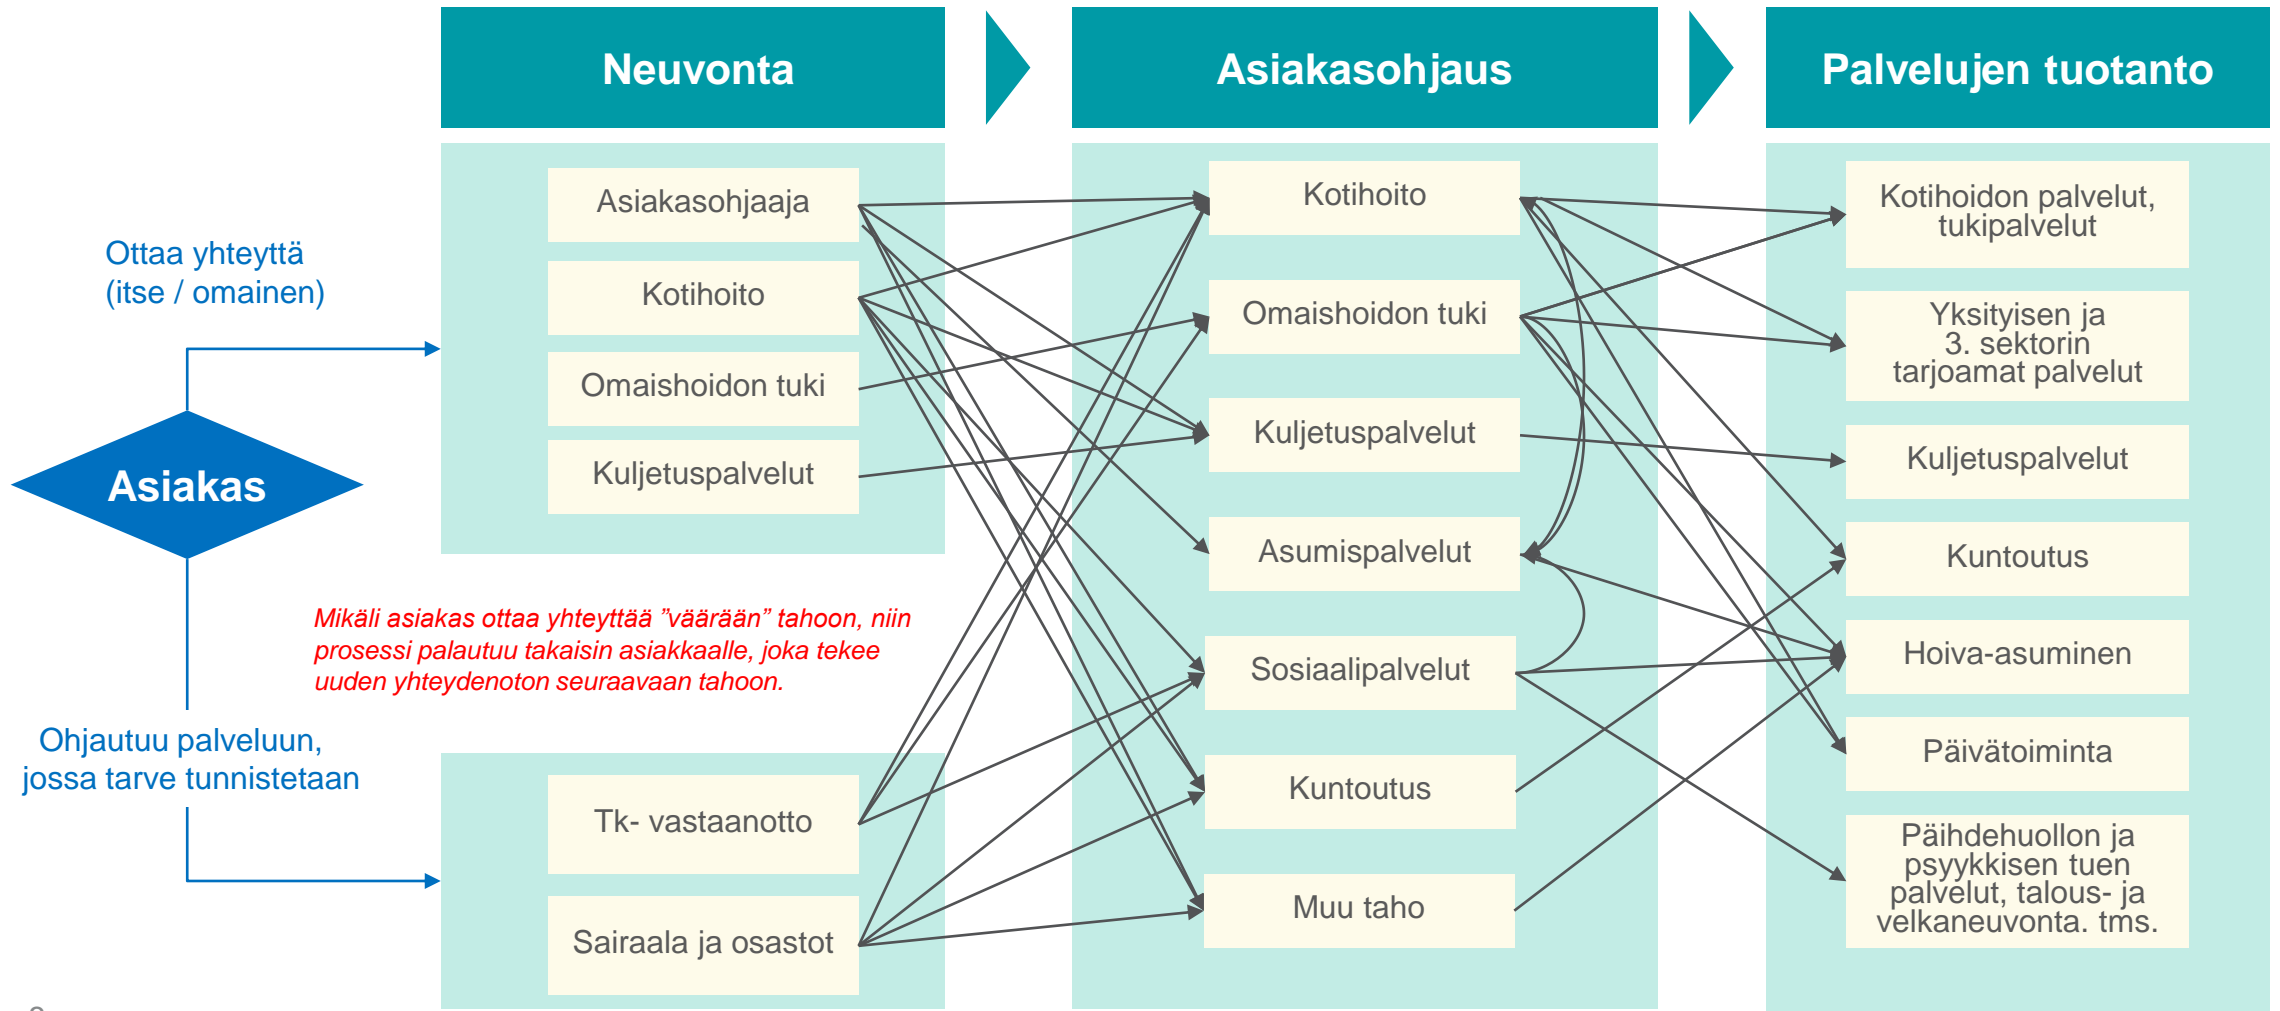 Neuvonta
Asiakasohjaus
Palvelujen tuotanto
Ottaa yhteyttä
(itse / omainen)
Asiakas
Ohjautuu palveluun,
jossa tarve tunnistetaan
Asiakasohjaaja
Kotihoito
Omaishoidon tuki
Kuljetuspalvelut
Mikäli asiakas ottaa yhteyttää ”väärään” tahoon, niin
prosessi palautuu takaisin asiakkaalle, joka tekee
uuden yhteydenoton seuraavaan tahoon.
Tk- vastaanotto
Sairaala ja osastot
Kotihoito
Omaishoidon tuki
Kuljetuspalvelut
Asumispalvelut
Sosiaalipalvelut
Kuntoutus
Muu taho
Kotihoidon palvelut,
tukipalvelut
Yksityisen ja
3. sektorin
tarjoamat palvelut
Kuljetuspalvelut
Kuntoutus
Hoiva-asuminen
Päivätoiminta
Päihdehuollon ja
psyykkisen tuen
palvelut, talous- ja
velkaneuvonta. tms.